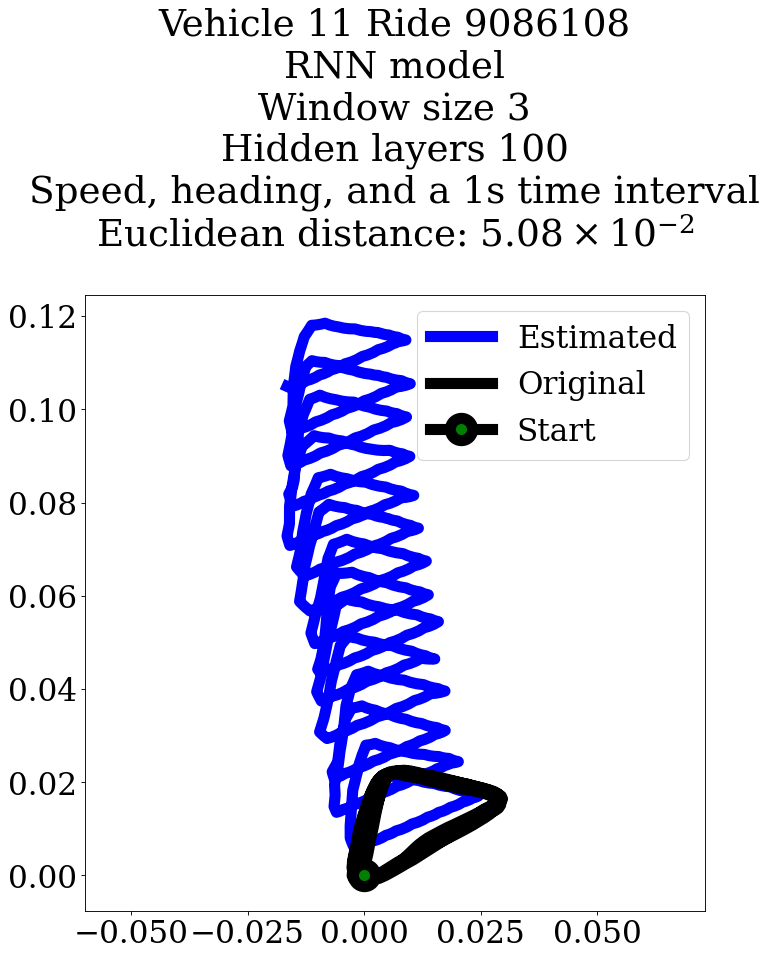 Vehicle 11 Ride 9086108
RNN model
Window size 3
Hidden layers 100
Speed, heading, and a 1s time interval
Euclidean distance: 5.08 × 10⁻²
Estimated
Original
Start
0.12
0.10
0.08
0.06
0.04
0.02
0.00
−0.050 −0.025 0.000 0.025 0.050